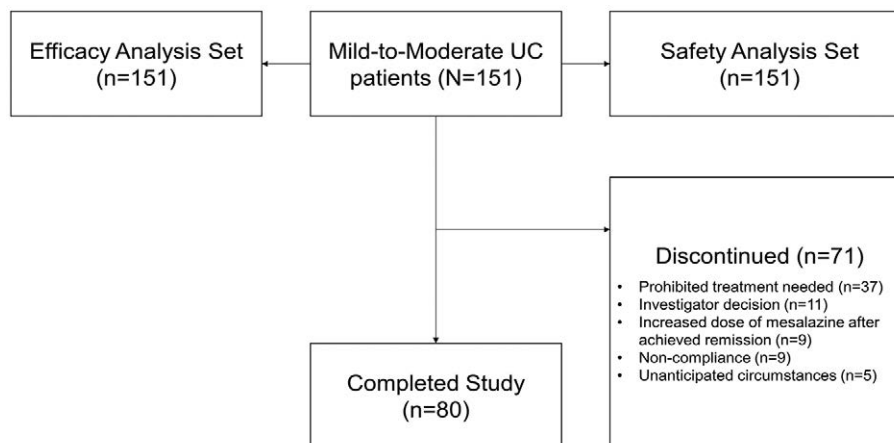 Efficacy Analysis Set
(n=151)
Mild-to-Moderate UC
patients (N=151)
Safety Analysis Set
(n=151)
Discontinued (n=71)
• Prohibited treatment needed (n=37)
• Investigator decision (n=11)
• Increased dose of mesalazine after
achieved remission (n=9)
• Non-compliance (n=9)
• Unanticipated circumstances (n=5)
Completed Study
(n=80)